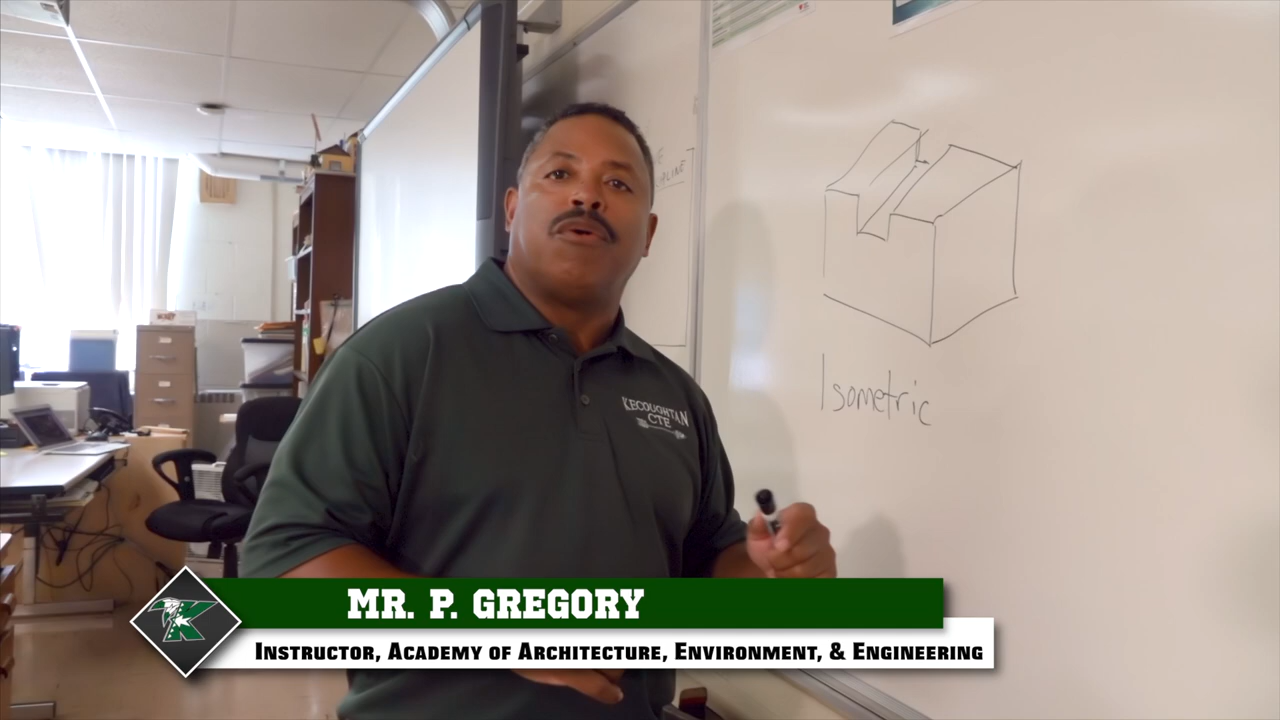 Isometric
KECOUGHTAN
CTE
MR. P. GREGORY
INSTRUCTOR, ACADEMY OF ARCHITECTURE, ENVIRONMENT, & ENGINEERING